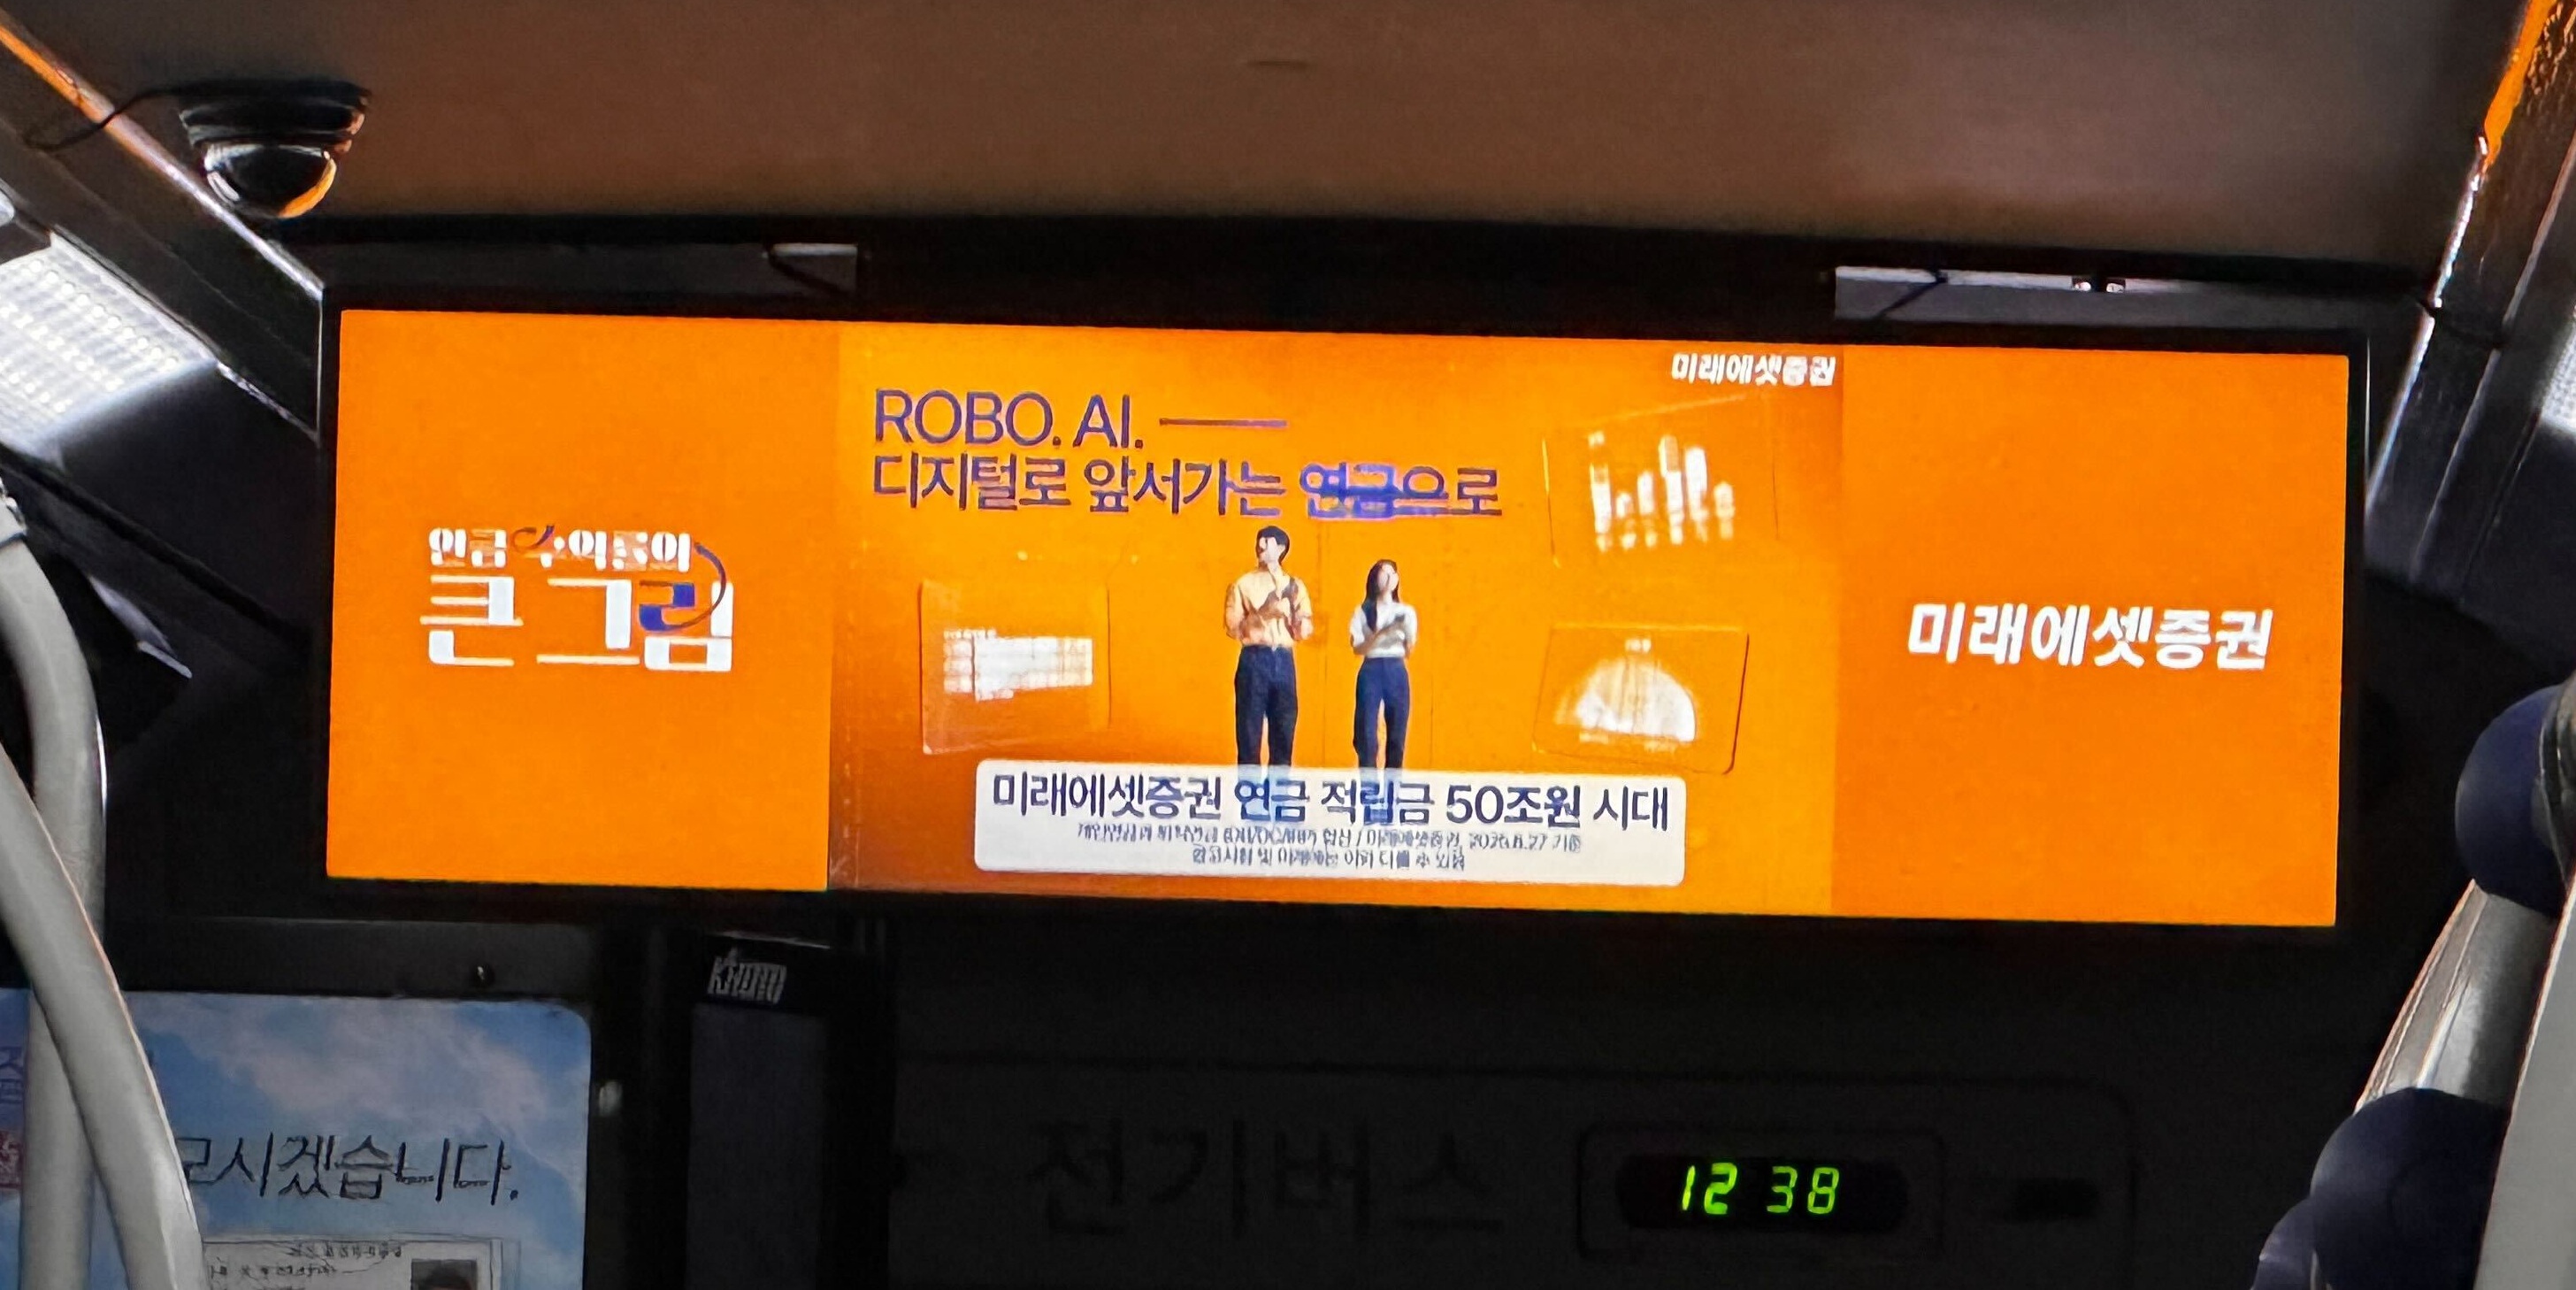 연금 수익률의
큰 그림
미래에셋증권
ROBO. AI.
디지털로 앞서가는 연금으로
미래에셋증권 연금 적립금 50조원 시대
미래에셋증권
모시겠습니다.
전기버스
12 38